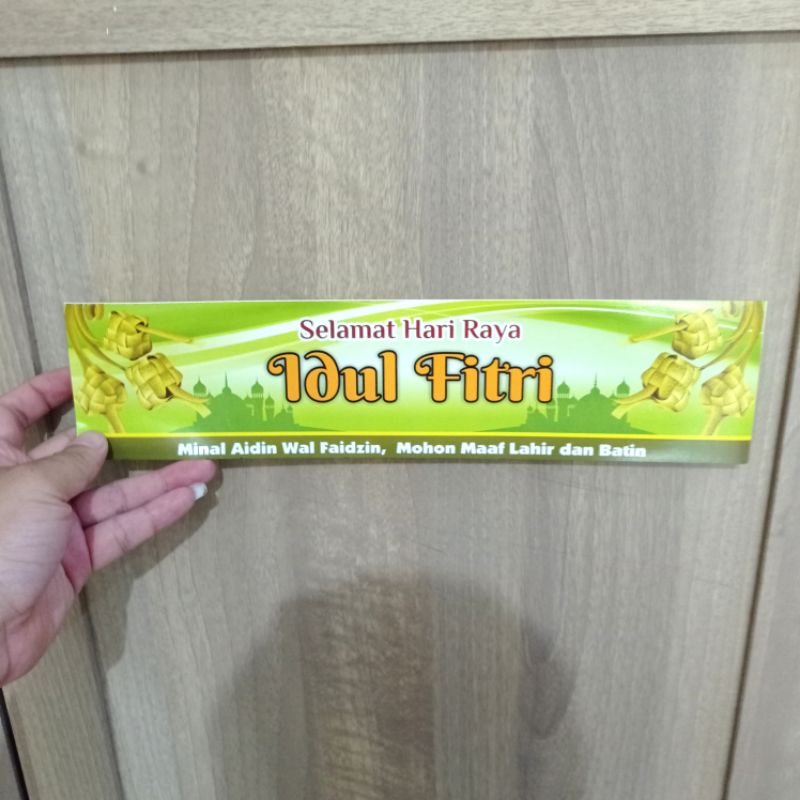 Selamat Hari Raya
Idul Fitri
Minal Aidin Wal Faidzin, Mohon Maaf Lahir dan Batin